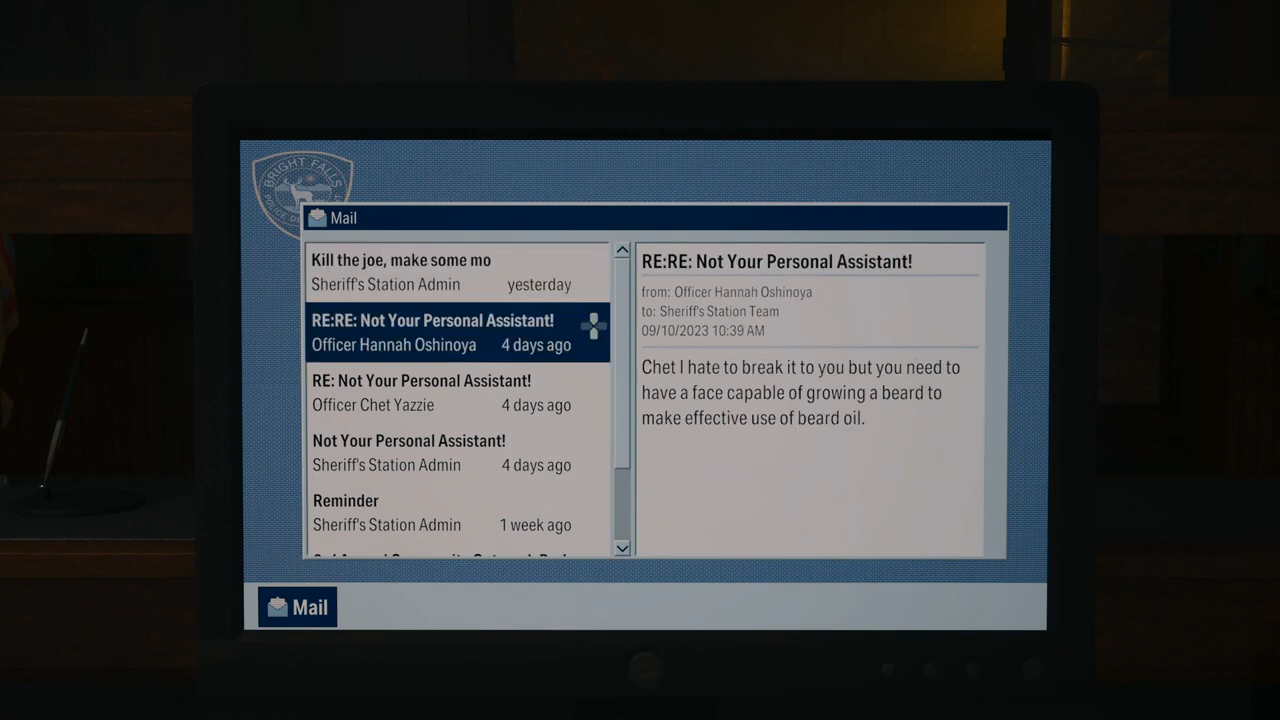 BRIGHT FALLS
Mail
Kill the joe, make some mo
Sheriff's Station Admin yesterday
RE:RE: Not Your Personal Assistant!
Officer Hannah Oshinoya 4 days ago
RE: Not Your Personal Assistant!
Officer Chet Yazzie 4 days ago
Not Your Personal Assistant!
Sheriff's Station Admin 4 days ago
Reminder
Sheriff's Station Admin 1 week ago
RE:RE: Not Your Personal Assistant!
from: Officer Hannah Oshinoya
to: Sheriff's Station Team
09/10/2023 10:39 AM
Chet I hate to break it to you but you need to
have a face capable of growing a beard to
make effective use of beard oil.
Mail